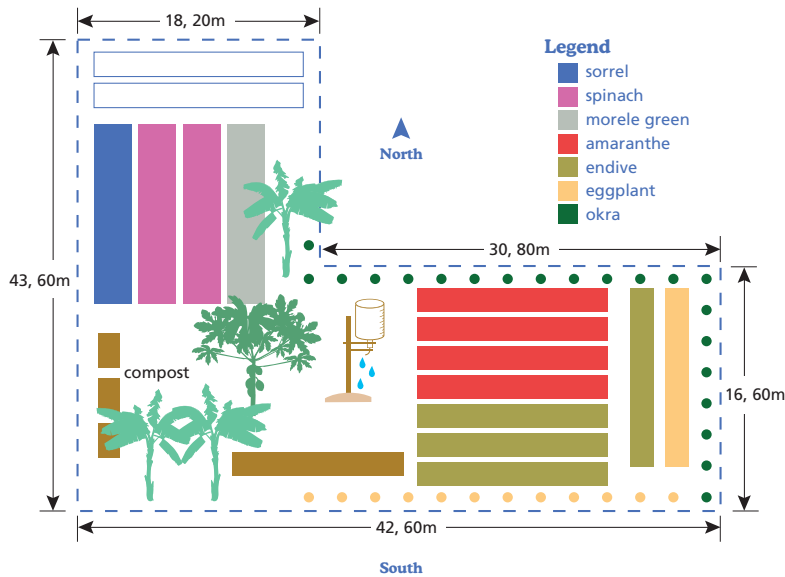 18, 20m
Legend
sorrel
spinach
morele green
amaranthe
endive
eggplant
okra
North
30, 80m
43, 60m
compost
16, 60m
42, 60m
South